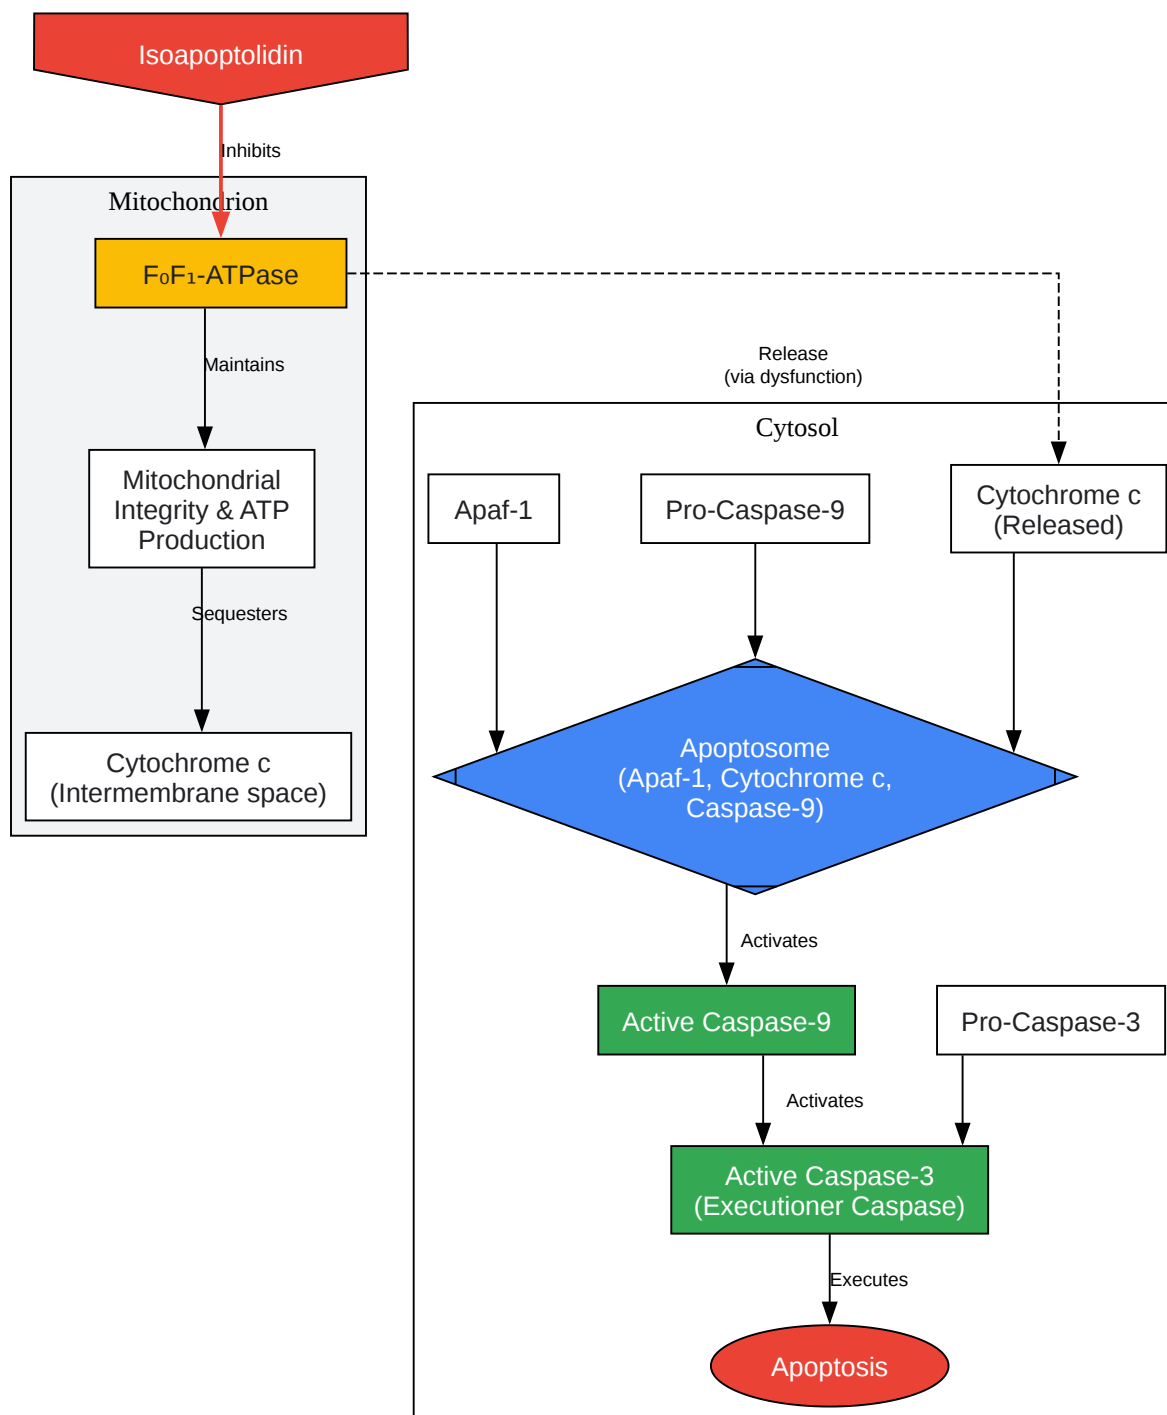 Isoapoptolidin
Inhibits
Mitochondrion
F₀F₁-ATPase
Maintains
Release
(via dysfunction)
Cytosol
Mitochondrial
Integrity & ATP
Production
Apaf-1
Pro-Caspase-9
Cytochrome c
(Released)
Sequesters
Cytochrome c
(Intermembrane space)
Apoptosome
(Apaf-1, Cytochrome c,
Caspase-9)
Activates
Active Caspase-9
Pro-Caspase-3
Activates
Active Caspase-3
(Executioner Caspase)
Executes
Apoptosis